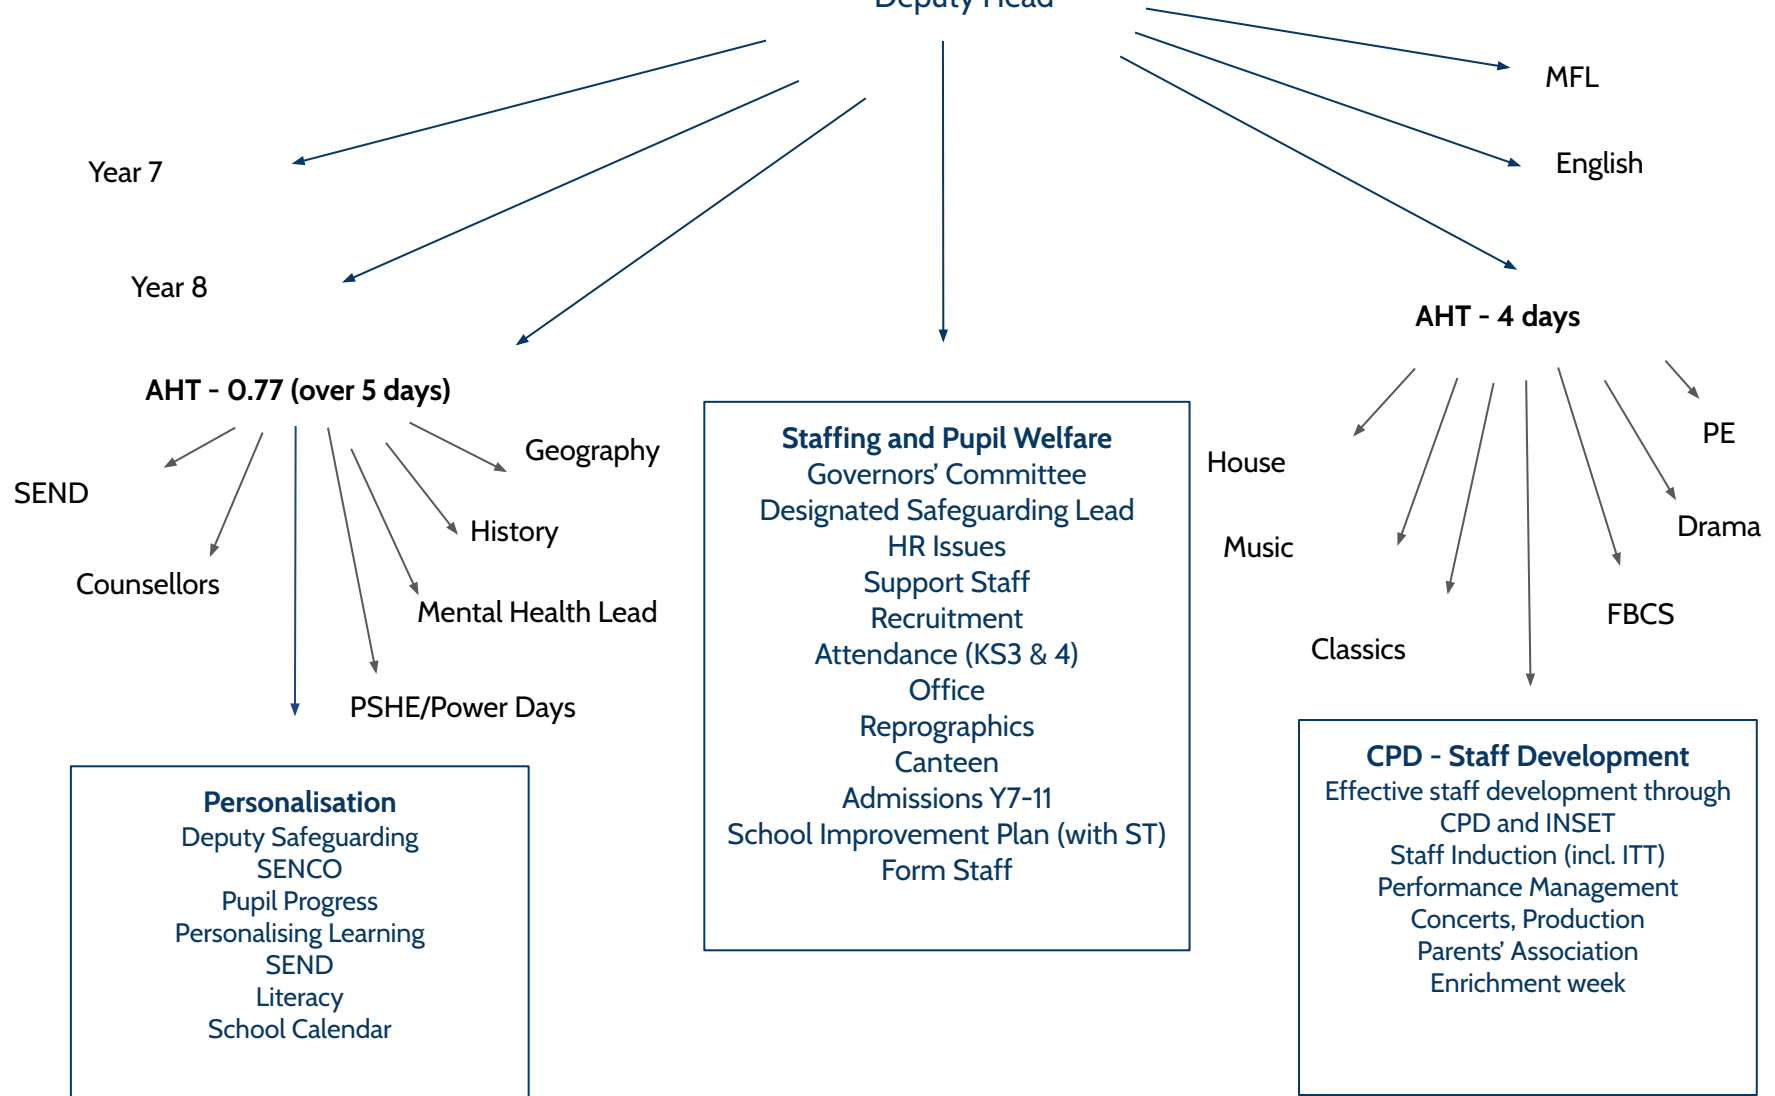 Deputy Head
MFL
English
Year 7
Year 8
AHT - 4 days
AHT - 0.77 (over 5 days)
SEND
Counsellors
Geography
History
Mental Health Lead
PSHE/Power Days
House
Music
Classics
PE
Drama
FBCS
Personalisation
Deputy Safeguarding
SENCO
Pupil Progress
Personalising Learning
SEND
Literacy
School Calendar
Staffing and Pupil Welfare
Governors’ Committee
Designated Safeguarding Lead
HR Issues
Support Staff
Recruitment
Attendance (KS3 & 4)
Office
Reprographics
Canteen
Admissions Y7-11
School Improvement Plan (with ST)
Form Staff
CPD - Staff Development
Effective staff development through
CPD and INSET
Staff Induction (incl. ITT)
Performance Management
Concerts, Production
Parents’ Association
Enrichment week